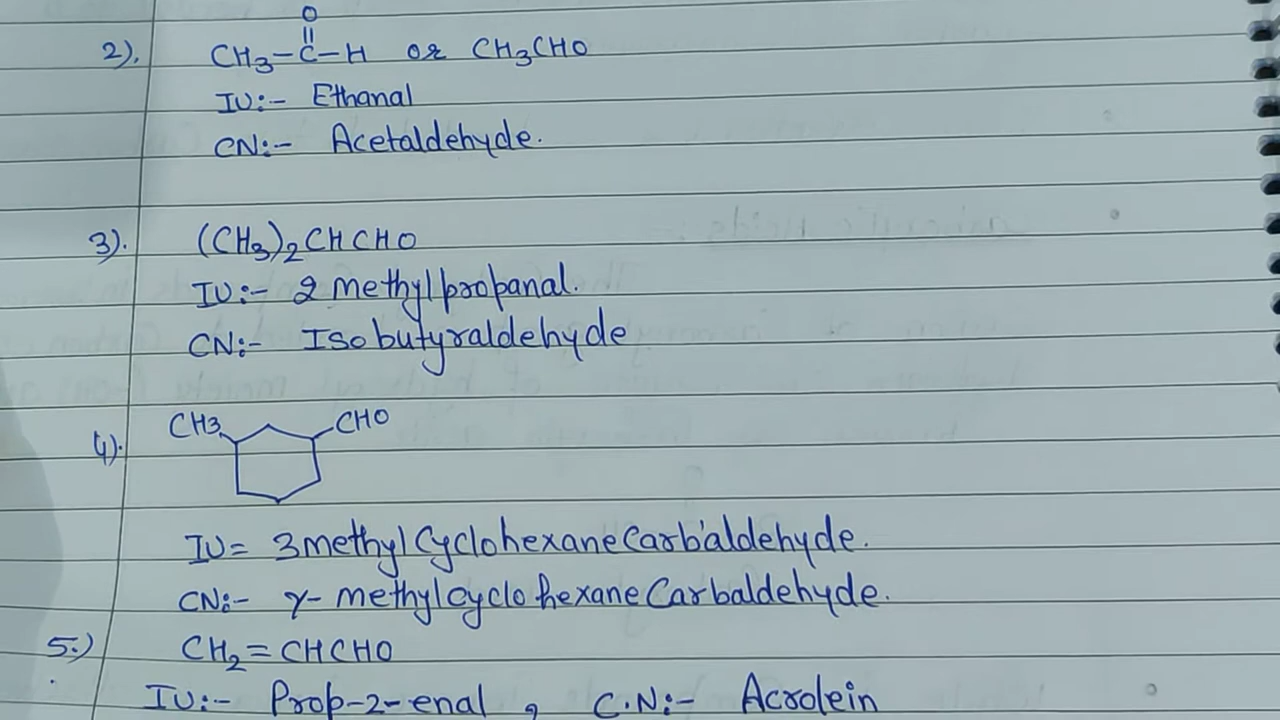 O
2). CH3-C-H or CH3CHO
IU:- Ethanal
CN:- Acetaldehyde.
3). (CH3)2CHCHO
IU:- 2 methylpropanal.
CN:- Isobutyraldehyde
4). CH3 CHO
IU= 3methylCyclohexaneCarbaldehyde.
CN:- γ- methylcyclohexaneCarbaldehyde.
5.) CH2=CHCHO
IU:- Prop-2-enal , C.N:- Acrolein